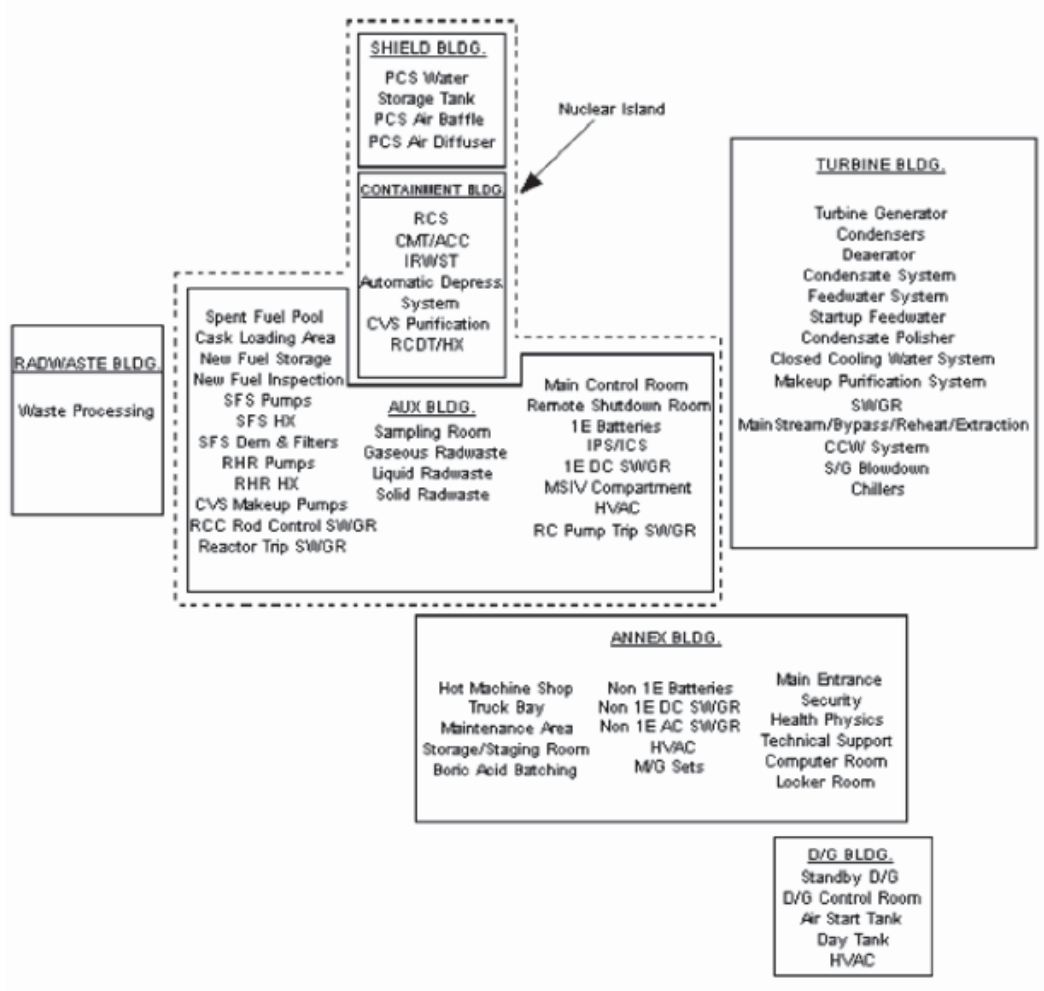 SHIELD BLDG.
PCS Water
Storage Tank
PCS Air Baffle
PCS Air Diffuser
Nuclear Island
CONTAINMENT BLDG.
RCS
CMT/ACC
IRWST
Automatic Depress.
System
CVS Purification
RCDT/HX
TURBINE BLDG.
Turbine Generator
Condensers
Deaerator
Condensate System
Feedwater System
Startup Feedwater
Condensate Polisher
Closed Cooling Water System
Makeup Purification System
SWGR
Main Stream/Bypass/Reheat/Extraction
CCW System
S/G Blowdown
Chillers
RADWASTE BLDG.
Waste Processing
Spent Fuel Pool
Cask Loading Area
New Fuel Storage
New Fuel Inspection
SFS Pumps
SFS HX
SFS Dem & Filters
RHR Pumps
RHR HX
CVS Makeup Pumps
RCC Rod Control SWGR
Reactor Trip SWGR
AUX BLDG.
Sampling Room
Gaseous Radwaste
Liquid Radwaste
Solid Radwaste
Main Control Room
Remote Shutdown Room
1E Batteries
IPS/ICS
1E DC SWGR
MSIV Compartment
HVAC
RC Pump Trip SWGR
ANNEX BLDG.
Hot Machine Shop
Truck Bay
Maintenance Area
Storage/Staging Room
Boric Acid Batching
Non 1E Batteries
Non 1E DC SWGR
Non 1E AC SWGR
HVAC
M/G Sets
Main Entrance
Security
Health Physics
Technical Support
Computer Room
Locker Room
D/G BLDG.
Standby D/G
D/G Control Room
Air Start Tank
Day Tank
HVAC